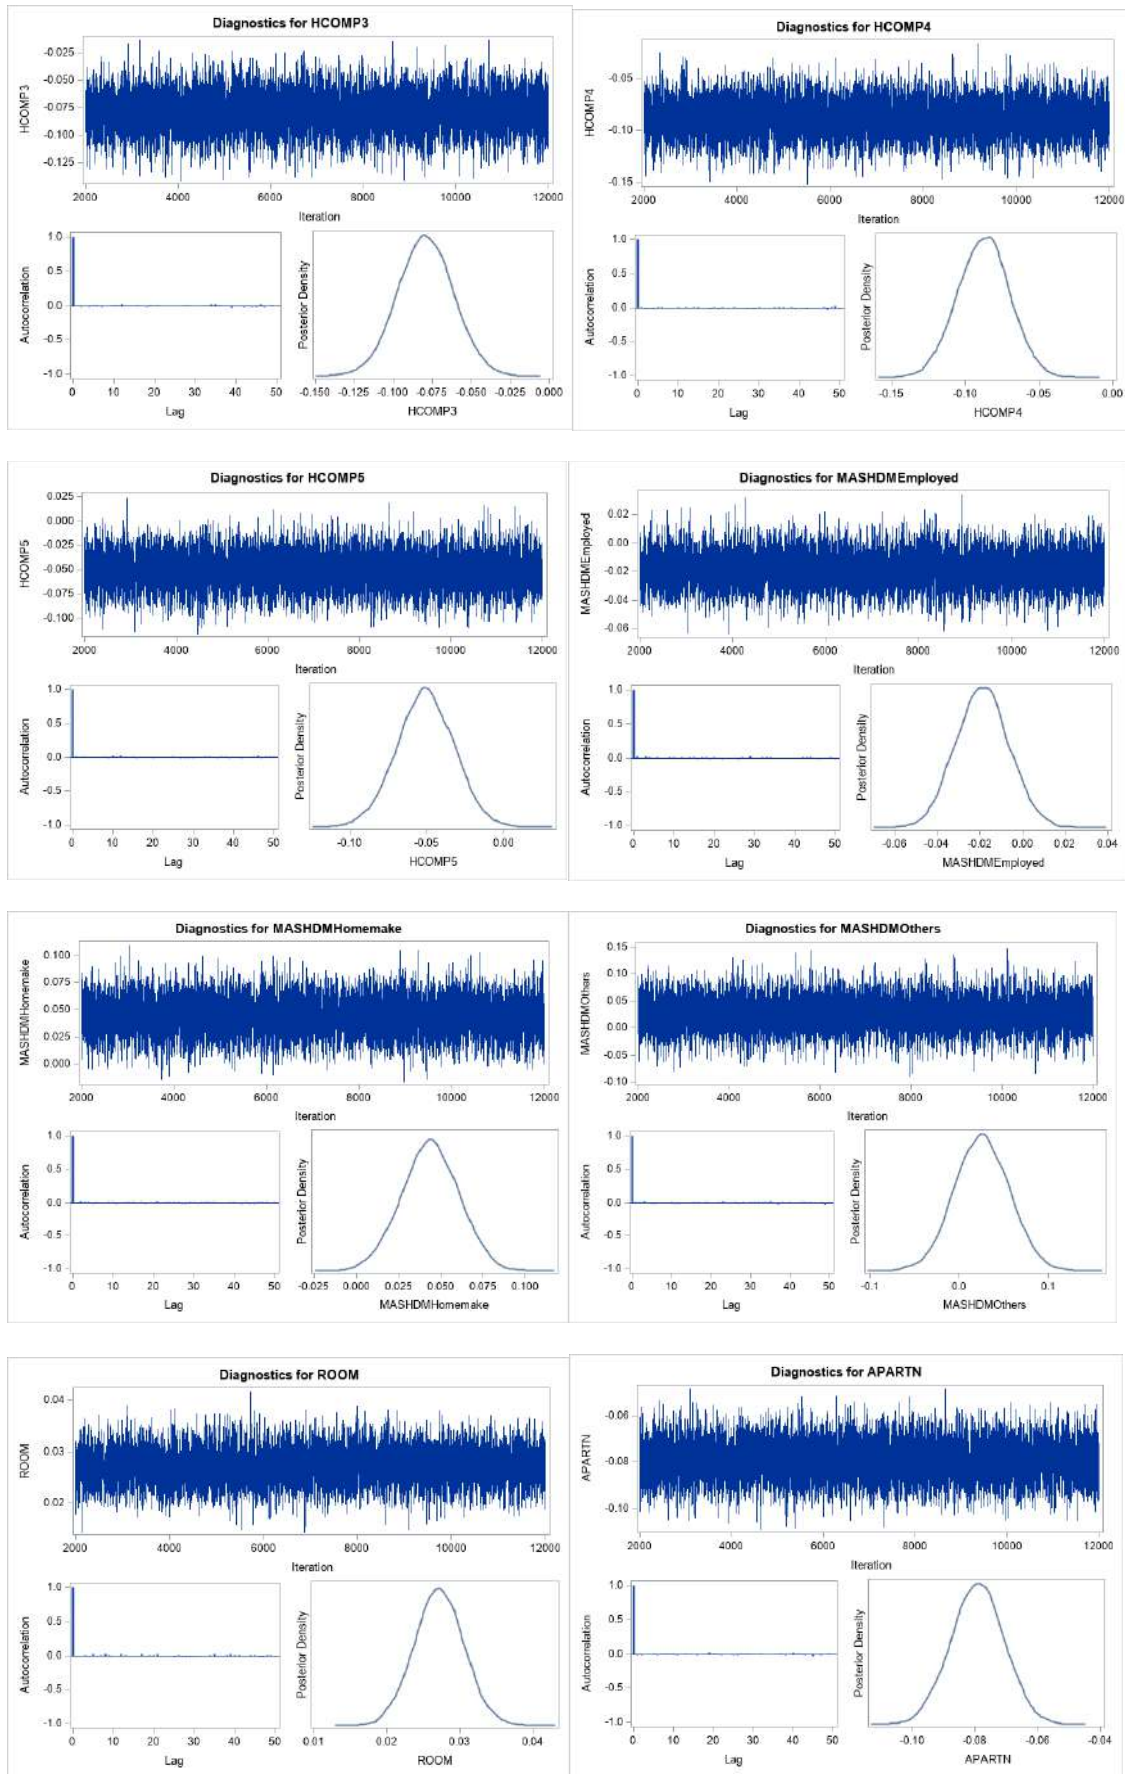 Diagnostics for HCOMP3
HCOMP3
-0.025
-0.050
-0.075
-0.100
-0.125
2000 4000 6000 8000 10000 12000
Iteration
Autocorrelation
1.0
0.5
0.0
-0.5
-1.0
0 10 20 30 40 50
Lag
Posterior Density
-0.150 -0.125 -0.100 -0.075 -0.050 -0.025 0.000
HCOMP3
Diagnostics for HCOMP4
HCOMP4
-0.05
-0.10
-0.15
2000 4000 6000 8000 10000 12000
Iteration
Autocorrelation
1.0
0.5
0.0
-0.5
-1.0
0 10 20 30 40 50
Lag
Posterior Density
-0.15 -0.10 -0.05 0.00
HCOMP4
Diagnostics for HCOMP5
HCOMP5
0.025
0.000
-0.025
-0.050
-0.075
-0.100
2000 4000 6000 8000 10000 12000
Iteration
Autocorrelation
1.0
0.5
0.0
-0.5
-1.0
0 10 20 30 40 50
Lag
Posterior Density
-0.10 -0.05 0.00
HCOMP5
Diagnostics for MASHDMEmployed
MASHDMEmployed
0.02
0.00
-0.02
-0.04
-0.06
2000 4000 6000 8000 10000 12000
Iteration
Autocorrelation
1.0
0.5
0.0
-0.5
-1.0
0 10 20 30 40 50
Lag
Posterior Density
-0.06 -0.04 -0.02 0.00 0.02 0.04
MASHDMEmployed
Diagnostics for MASHDMHomemake
MASHDMHomemake
0.100
0.075
0.050
0.025
0.000
2000 4000 6000 8000 10000 12000
Iteration
Autocorrelation
1.0
0.5
0.0
-0.5
-1.0
0 10 20 30 40 50
Lag
Posterior Density
-0.025 0.000 0.025 0.050 0.075 0.100
MASHDMHomemake
Diagnostics for MASHDMOthers
MASHDMOthers
0.15
0.10
0.05
0.00
-0.05
-0.10
2000 4000 6000 8000 10000 12000
Iteration
Autocorrelation
1.0
0.5
0.0
-0.5
-1.0
0 10 20 30 40 50
Lag
Posterior Density
-0.1 0.0 0.1
MASHDMOthers
Diagnostics for ROOM
ROOM
0.04
0.03
0.02
2000 4000 6000 8000 10000 12000
Iteration
Autocorrelation
1.0
0.5
0.0
-0.5
-1.0
0 10 20 30 40 50
Lag
Posterior Density
0.01 0.02 0.03 0.04
ROOM
Diagnostics for APARTN
APARTN
-0.06
-0.08
-0.10
2000 4000 6000 8000 10000 12000
Iteration
Autocorrelation
1.0
0.5
0.0
-0.5
-1.0
0 10 20 30 40 50
Lag
Posterior Density
-0.10 -0.08 -0.06 -0.04
APARTN